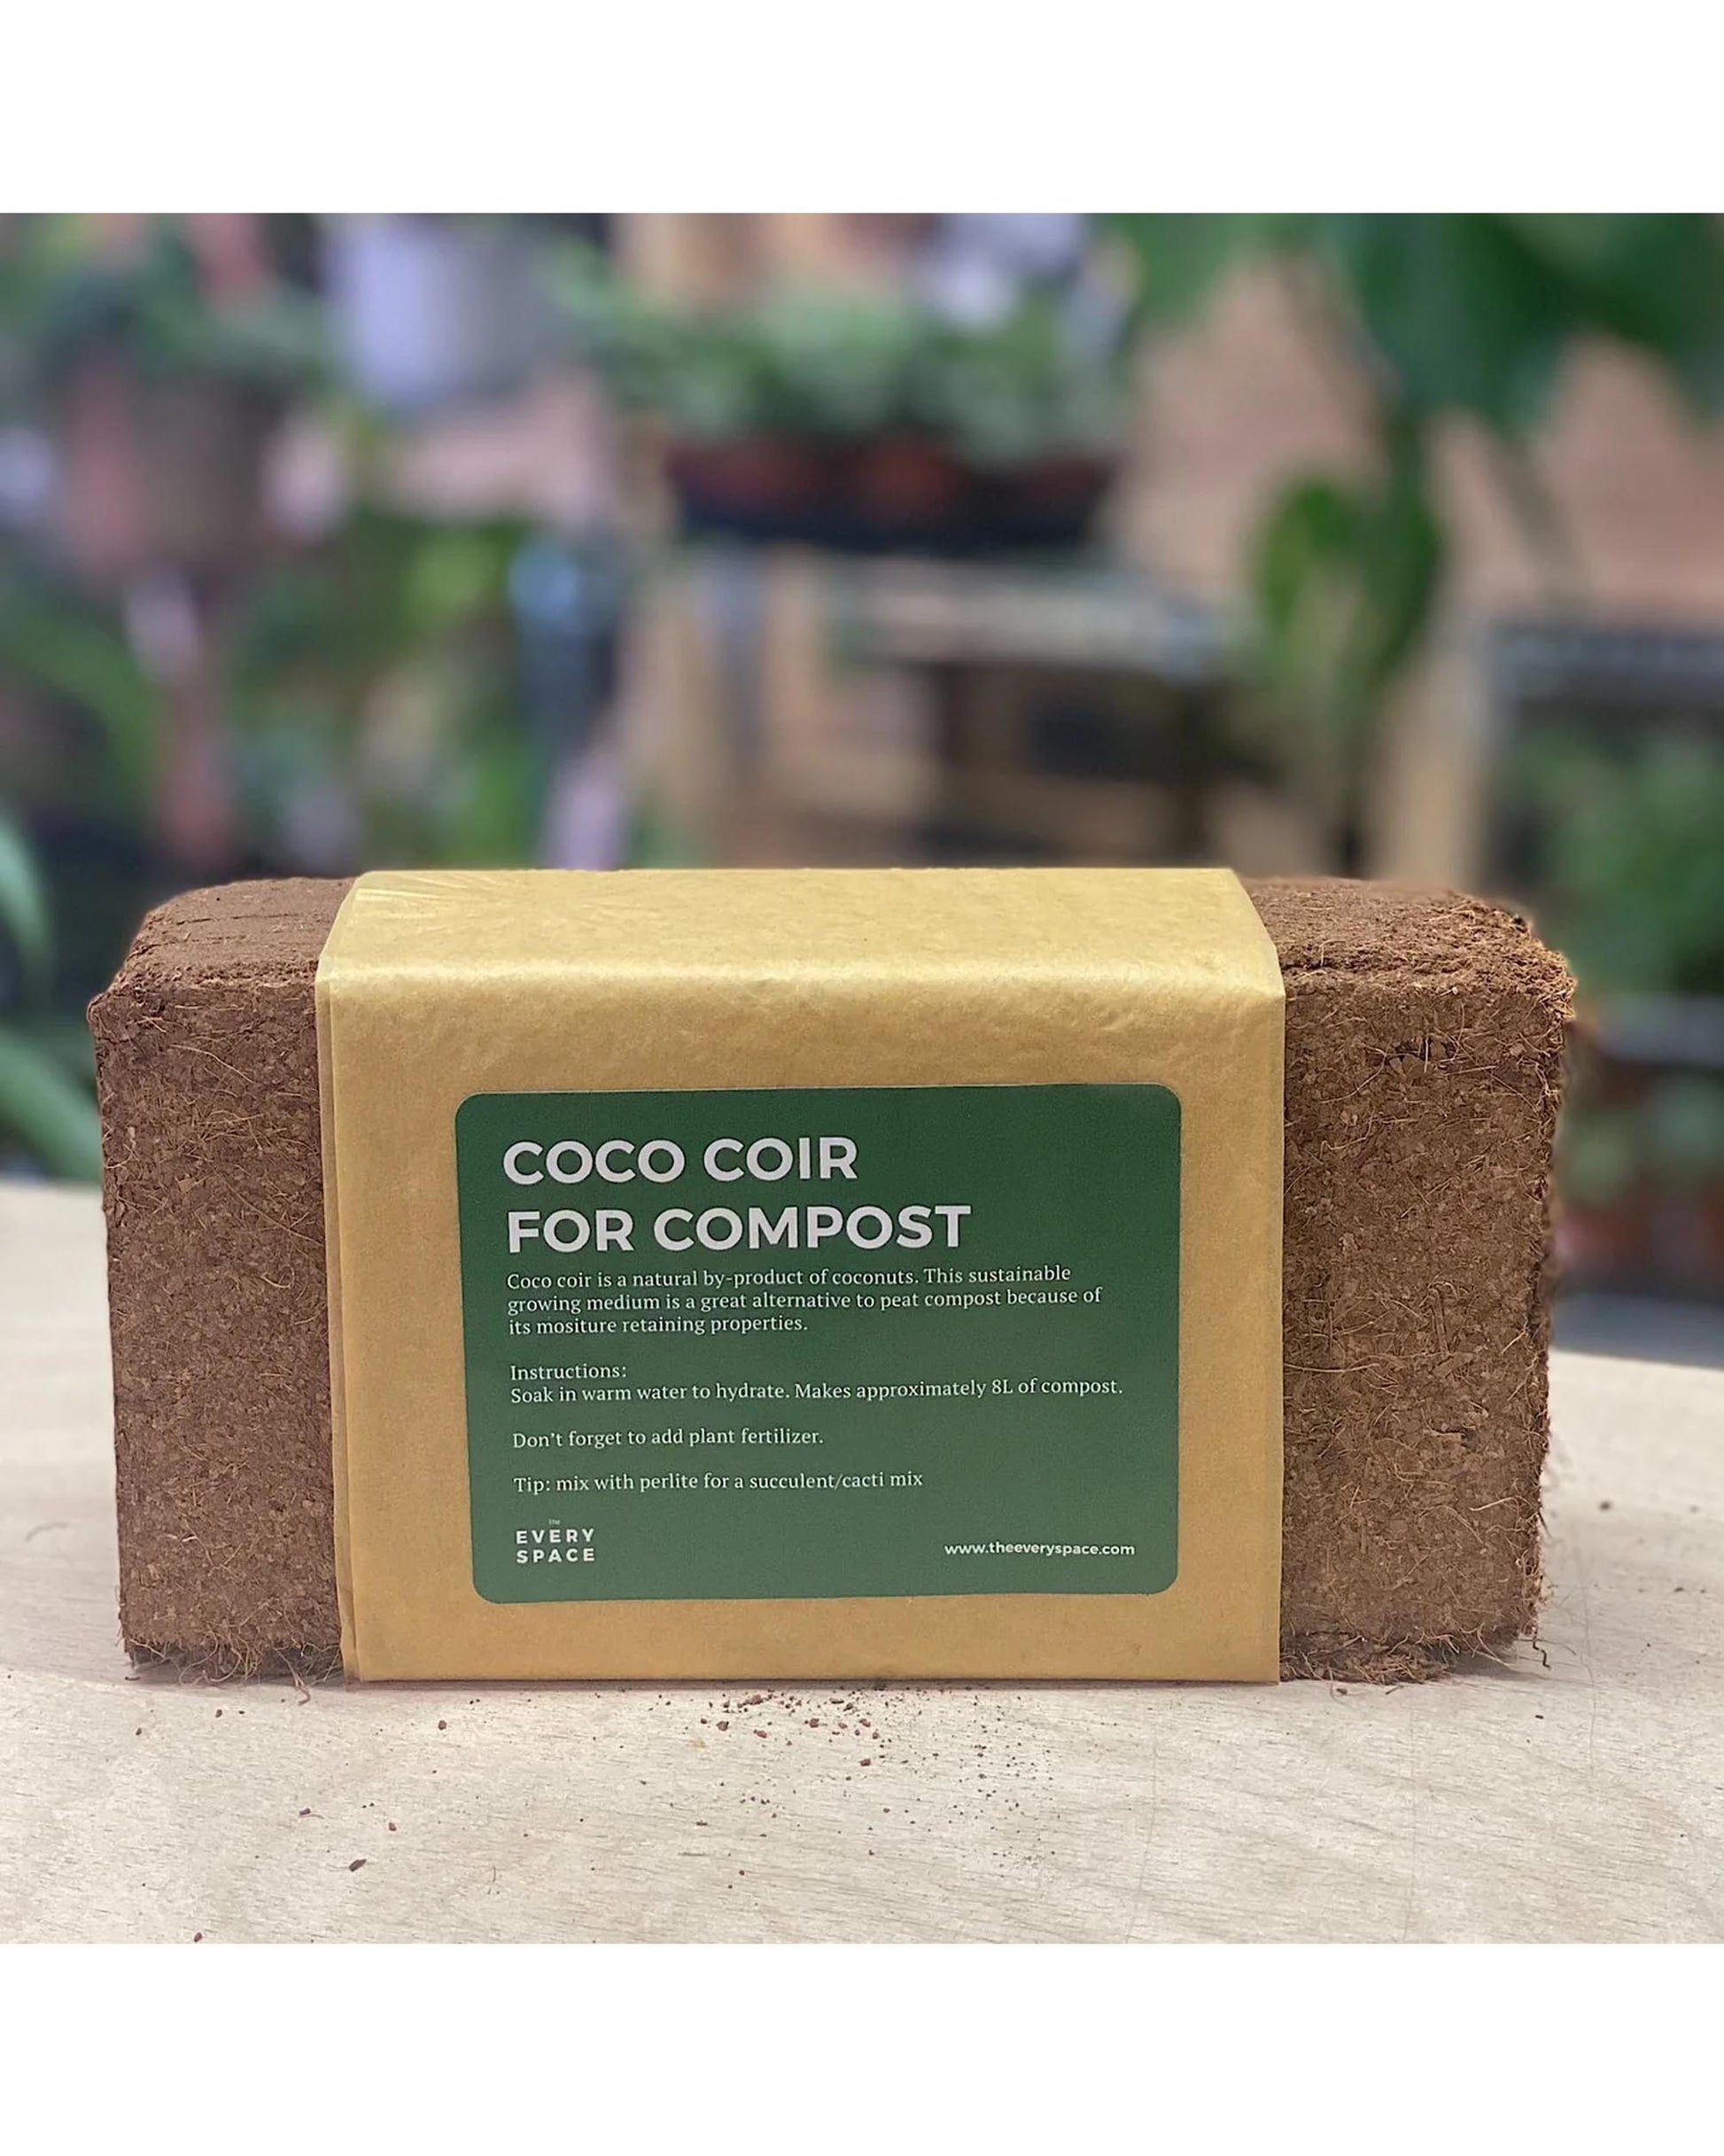 COCO COIR
FOR COMPOST
Coco coir is a natural by-product of coconuts. This sustainable
growing medium is a great alternative to peat compost because of
its mositure retaining properties.
Instructions:
Soak in warm water to hydrate. Makes approximately 8L of compost.
Don't forget to add plant fertilizer.
Tip: mix with perlite for a succulent/cacti mix
the
EVERY
SPACE
www.theeveryspace.com